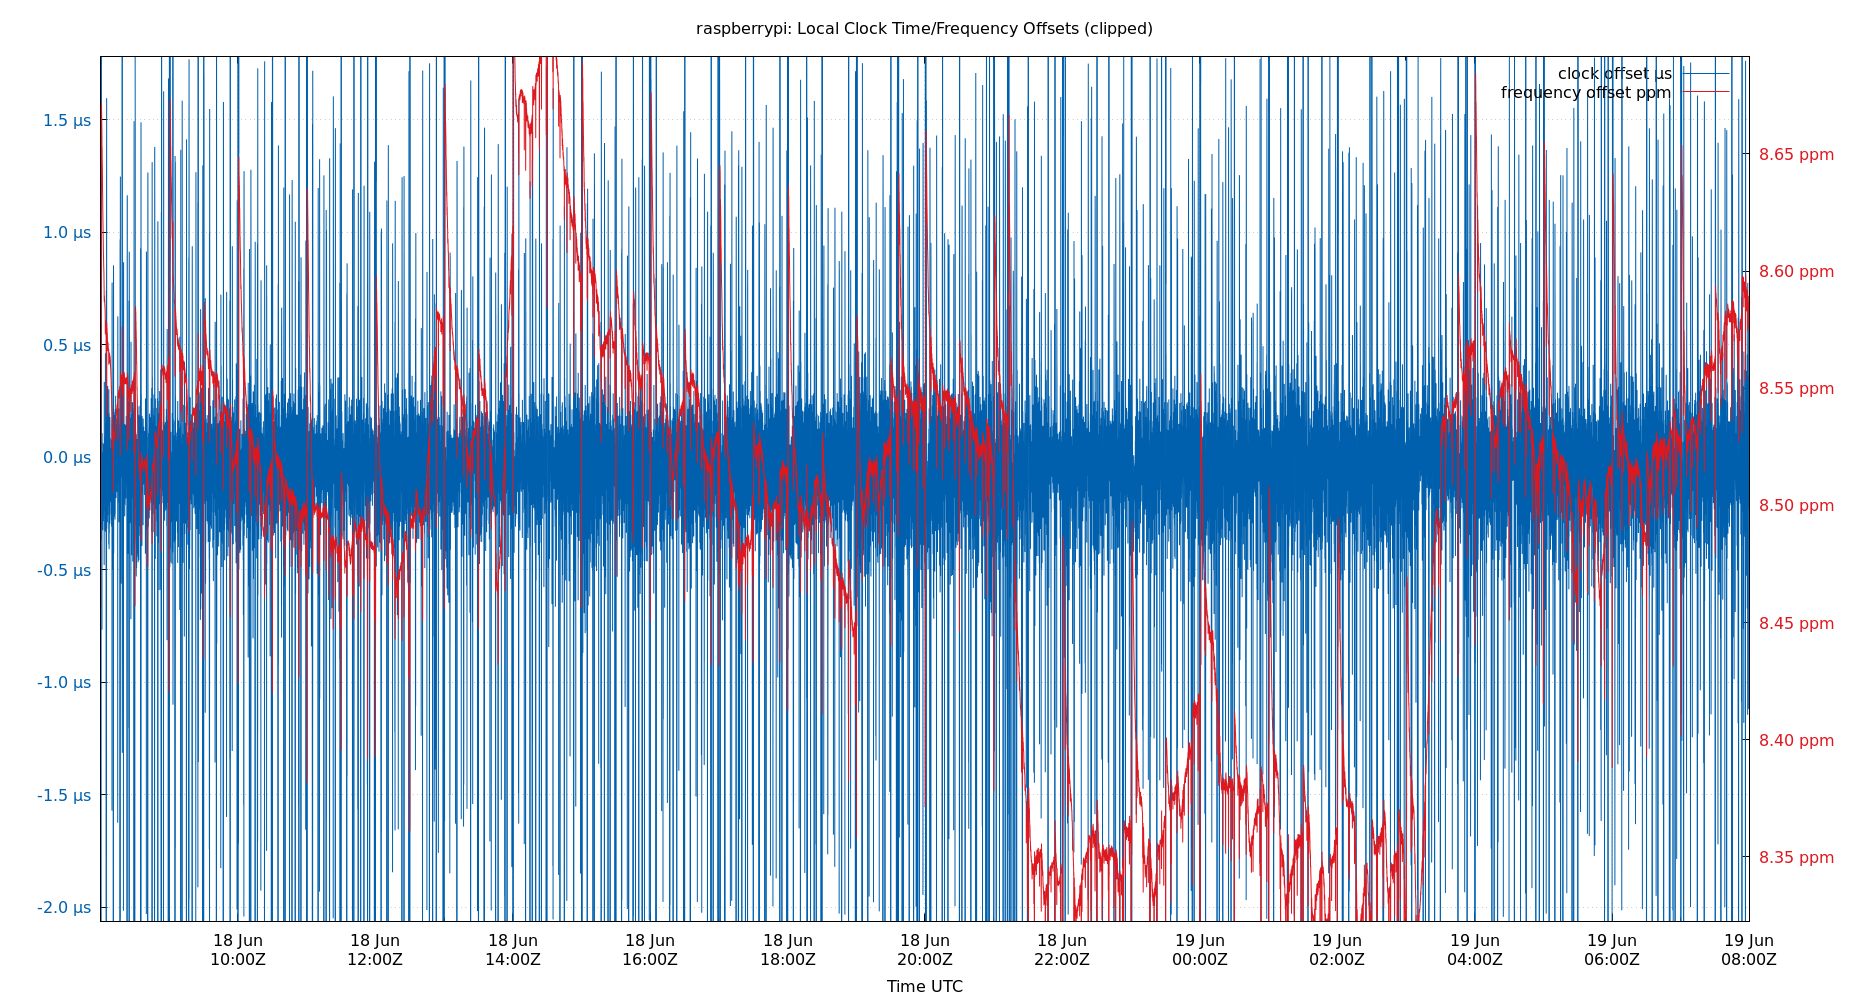 raspberrypi: Local Clock Time/Frequency Offsets (clipped)
clock offset µs
frequency offset ppm
1.5 µs
1.0 µs
0.5 µs
0.0 µs
-0.5 µs
-1.0 µs
-1.5 µs
-2.0 µs
8.65 ppm
8.60 ppm
8.55 ppm
8.50 ppm
8.45 ppm
8.40 ppm
8.35 ppm
18 Jun 18 Jun 18 Jun 18 Jun 18 Jun 18 Jun 18 Jun 19 Jun 19 Jun 19 Jun 19 Jun 19 Jun
10:00Z 12:00Z 14:00Z 16:00Z 18:00Z 20:00Z 22:00Z 00:00Z 02:00Z 04:00Z 06:00Z 08:00Z
Time UTC